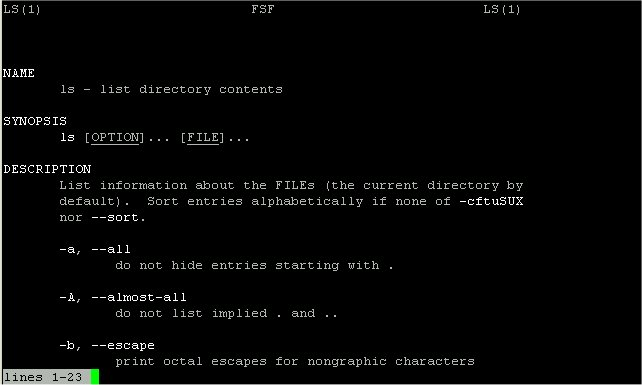 LS(1) FSF LS(1)
NAME
ls - list directory contents
SYNOPSIS
ls [OPTION]... [FILE]...
DESCRIPTION
List information about the FILEs (the current directory by
default). Sort entries alphabetically if none of -cftuSUX
nor --sort.
-a, --all
do not hide entries starting with .
-A, --almost-all
do not list implied . and ..
-b, --escape
print octal escapes for nongraphic characters
lines 1-23